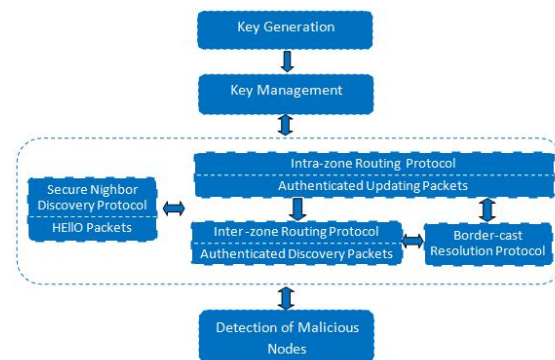 Key Generation
Key Management
Intra-zone Routing Protocol
Authenticated Updating Packets
Secure Nighbor
Discovery Protocol
HEllO Packets
Inter-zone Routing Protocol
Authenticated Discovery Packets
Border-cast
Resolution Protocol
Detection of Malicious
Nodes